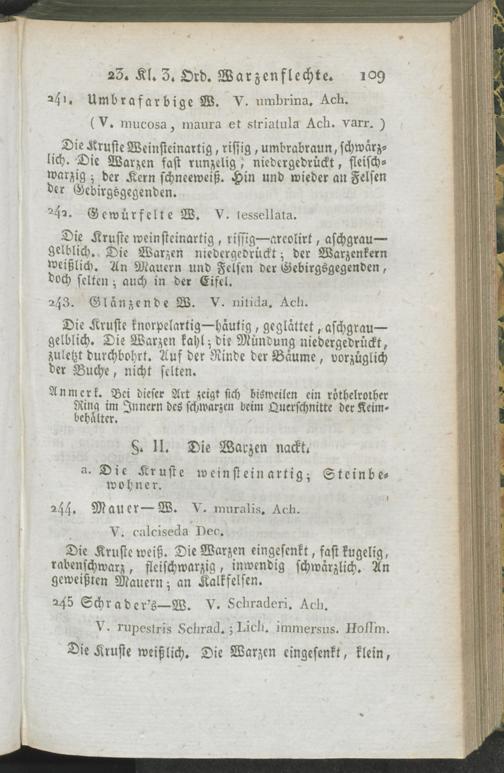 23. Kl. 3. Ord. Warzenflechte. 109
241. Umbrafarbige W. V. umbrina. Ach.
(V. mucosa, maura et striatula Ach. varr.)
Die Kruste Weinsteinartig, rissig, umbrabraun, schwärz-
lich. Die Warzen fast runzelig, niedergedrückt, fleisch-
warzig; der Kern schneeweiß. Hin und wieder an Felsen
der Gebirgsgegenden.
242. Gewürfelte W. V. tessellata.
Die Kruste weinsteinartig, rissig—areolirt, aschgrau—
gelblich. Die Warzen niedergedrückt; der Warzenkern
weißlich. An Mauern und Felsen der Gebirgsgegenden,
doch selten; auch in der Eifel.
243. Glänzende W. V. nitida. Ach.
Die Kruste knorpelartig—häutig, geglättet, aschgrau—
gelblich. Die Warzen kahl; die Mündung niedergedrückt,
zuletzt durchbohrt. Auf der Rinde der Bäume, vorzüglich
der Buche, nicht selten.
Anmerk. Bei dieser Art zeigt sich bisweilen ein röthelrother
Ring im Innern des schwarzen beim Querschnitte der Keim-
behälter.
§. II. Die Warzen nackt.
a. Die Kruste weinsteinartig; Steinbe-
wohner.
244. Mauer—W. V. muralis. Ach.
V. calciseda Dec.
Die Kruste weiß. Die Warzen eingesenkt, fast kugelig,
rabenschwarz, fleischwarzig, inwendig schwärzlich. An
geweißten Mauern; an Kalkfelsen.
245 Schrader's—W. V. Schraderi. Ach.
V. rupestris Schrad.; Lich. immersus. Hoffm.
Die Kruste weißlich. Die Warzen eingesenkt, klein,